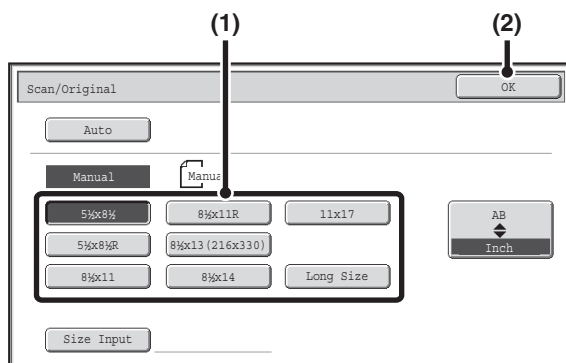 (1) (2)
Scan/Original OK
Auto
Manual Manua
5½x8½ 8½x11R 11x17 AB
5½x8½R 8½x13(216x330) Inch
8½x11 8½x14 Long Size
Size Input